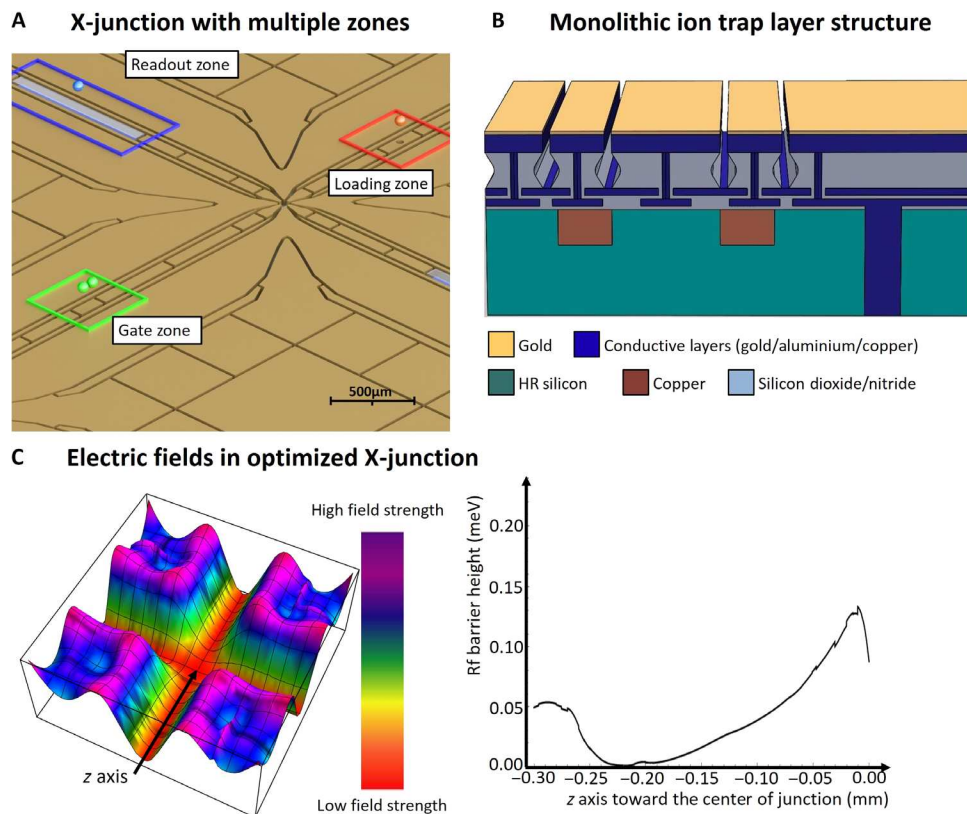 A X-junction with multiple zones
Readout zone
Loading zone
Gate zone
500μm
B Monolithic ion trap layer structure
Gold
Conductive layers (gold/aluminium/copper)
HR silicon
Copper
Silicon dioxide/nitride
C Electric fields in optimized X-junction
High field strength
Low field strength
z axis
Rf barrier height (meV)
0.20
0.15
0.10
0.05
0.00
−0.30 −0.25 −0.20 −0.15 −0.10 −0.05 0.00
z axis toward the center of junction (mm)